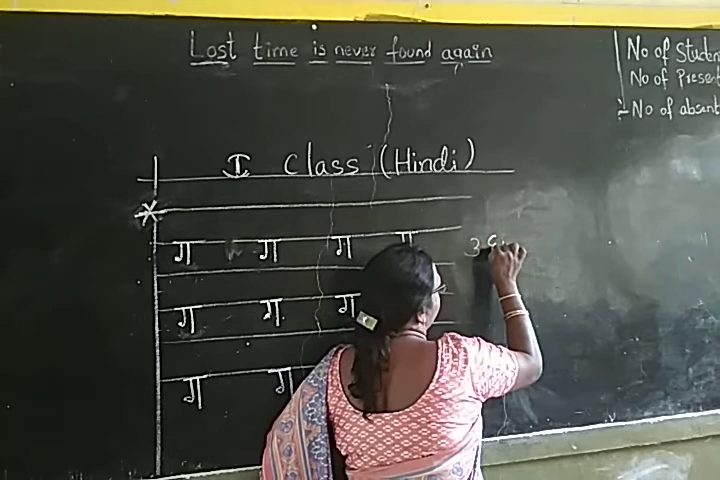 Lost time is never found again
No of Student
No of Present
No of absent
I Class (Hindi)
ग ग ग ग
ग ग ग
ग ग